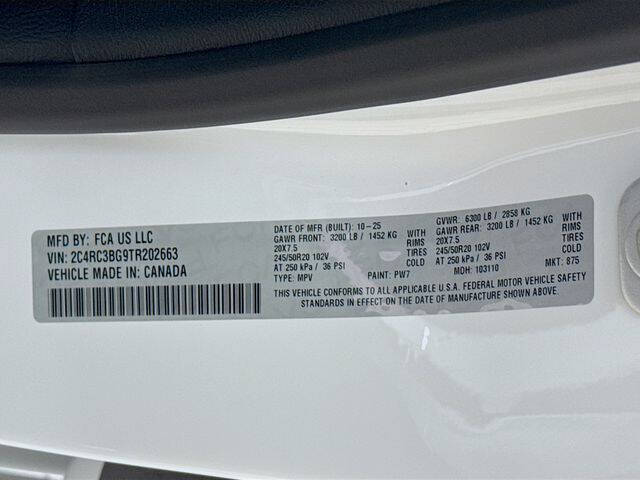 MFD BY: FCA US LLC
VIN: 2C4RC3BG9TR202663
VEHICLE MADE IN: CANADA
DATE OF MFR (BUILT): 10-25
GAWR FRONT: 3200 LB / 1452 KG WITH
20X7.5 RIMS
245/50R20 102V TIRES
AT 250 kPa / 36 PSI COLD
TYPE: MPV PAINT: PW7
GVWR: 6300 LB / 2858 KG
GAWR REAR: 3200 LB / 1452 KG WITH
20X7.5 RIMS
245/50R20 102V TIRES
AT 250 kPa / 36 PSI COLD
MDH: 103110 MKT: 875
THIS VEHICLE CONFORMS TO ALL APPLICABLE U.S.A. FEDERAL MOTOR VEHICLE SAFETY
STANDARDS IN EFFECT ON THE DATE OF MANUFACTURE SHOWN ABOVE.